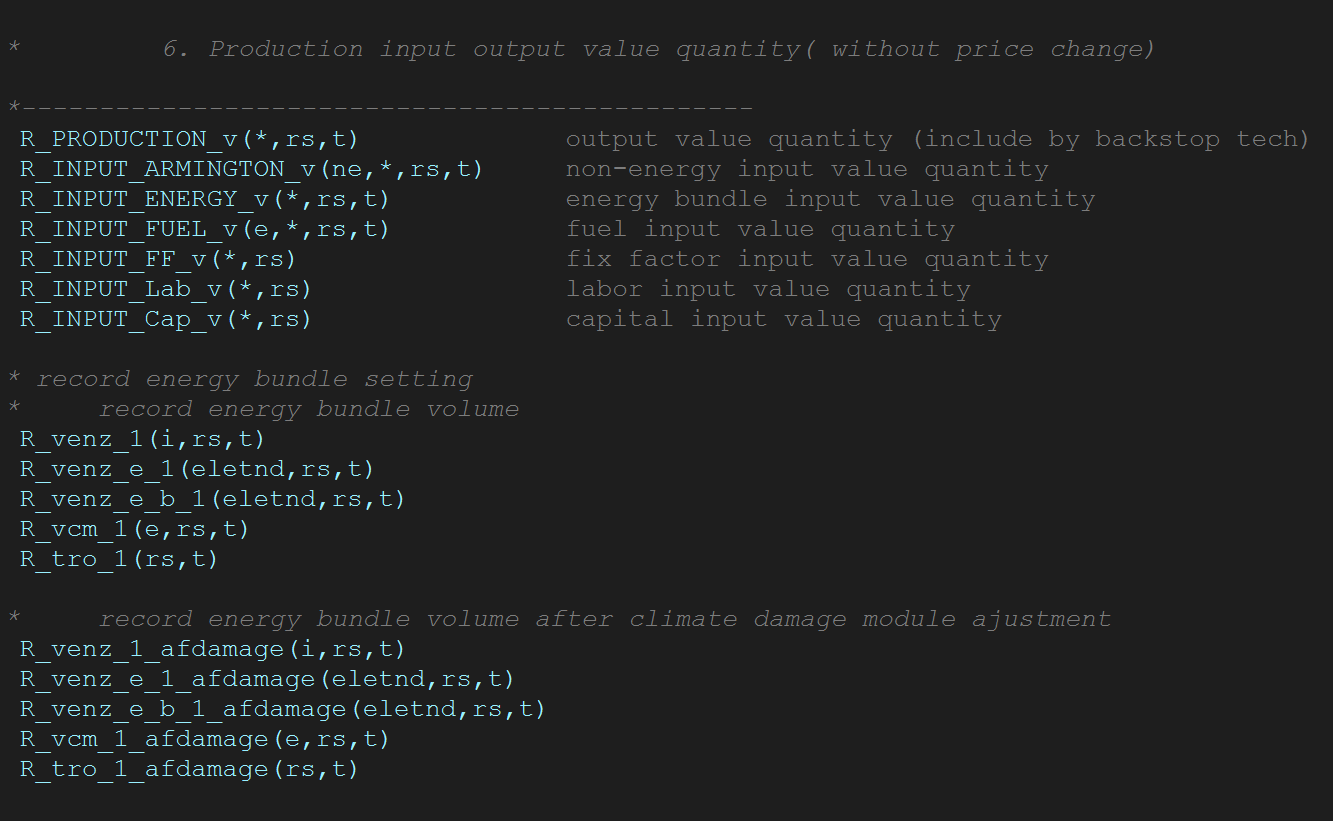 *         6. Production input output value quantity( without price change)
*-----------------------------------------------
R_PRODUCTION_v(*,rs,t)             output value quantity (include by backstop tech)
R_INPUT_ARMINGTON_v(ne,*,rs,t)     non-energy input value quantity
R_INPUT_ENERGY_v(*,rs,t)           energy bundle input value quantity
R_INPUT_FUEL_v(e,*,rs,t)           fuel input value quantity
R_INPUT_FF_v(*,rs)                 fix factor input value quantity
R_INPUT_Lab_v(*,rs)                labor input value quantity
R_INPUT_Cap_v(*,rs)                capital input value quantity
* record energy bundle setting
*     record energy bundle volume
R_venz_1(i,rs,t)
R_venz_e_1(eletnd,rs,t)
R_venz_e_b_1(eletnd,rs,t)
R_vcm_1(e,rs,t)
R_tro_1(rs,t)
*     record energy bundle volume after climate damage module ajustment
R_venz_1_afdamage(i,rs,t)
R_venz_e_1_afdamage(eletnd,rs,t)
R_venz_e_b_1_afdamage(eletnd,rs,t)
R_vcm_1_afdamage(e,rs,t)
R_tro_1_afdamage(rs,t)